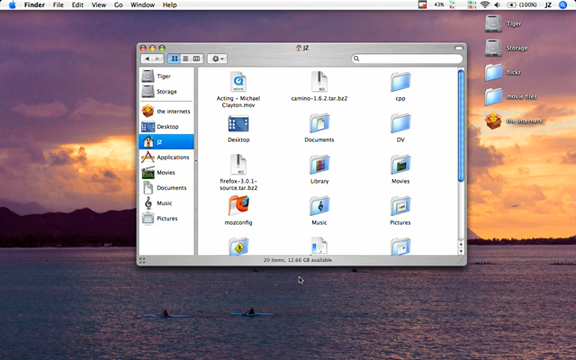 Finder File Edit View Go Window Help
43%
(100%) JZ
JZ
Tiger
Storage
the internets
Desktop
JZ
Applications
Movies
Documents
Music
Pictures
Acting - Michael
Clayton.mov
camino-1.6.2.tar.bz2
cpp
Desktop
Documents
DV
firefox-3.0.1-
source.tar.bz2
Library
Movies
mozconfig
Music
Pictures
20 items, 12.66 GB available
Tiger
Storage
flickr
movie files
the internets